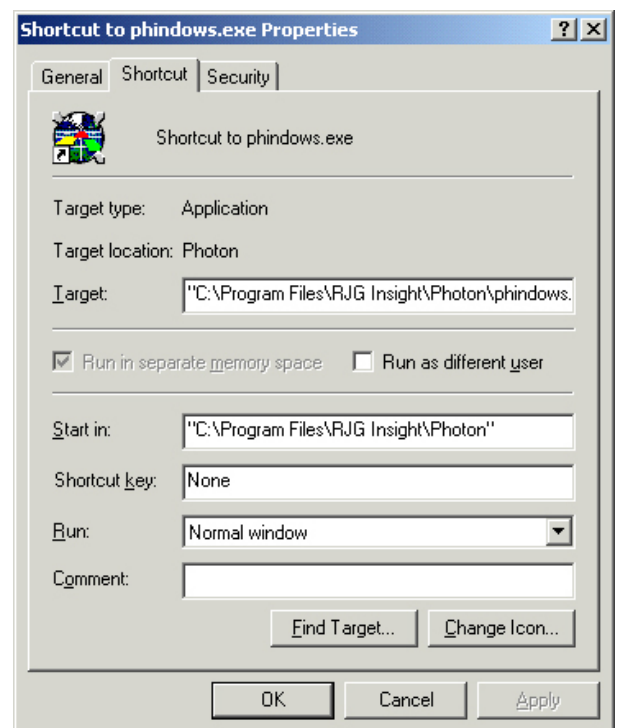 Shortcut to phindows.exe Properties
General Shortcut Security
Shortcut to phindows.exe
Target type: Application
Target location: Photon
Target: "C:\Program Files\RJG Insight\Photon\phindows.
Run in separate memory space Run as different user
Start in: "C:\Program Files\RJG Insight\Photon"
Shortcut key: None
Run: Normal window
Comment:
Find Target... Change Icon...
OK Cancel Apply